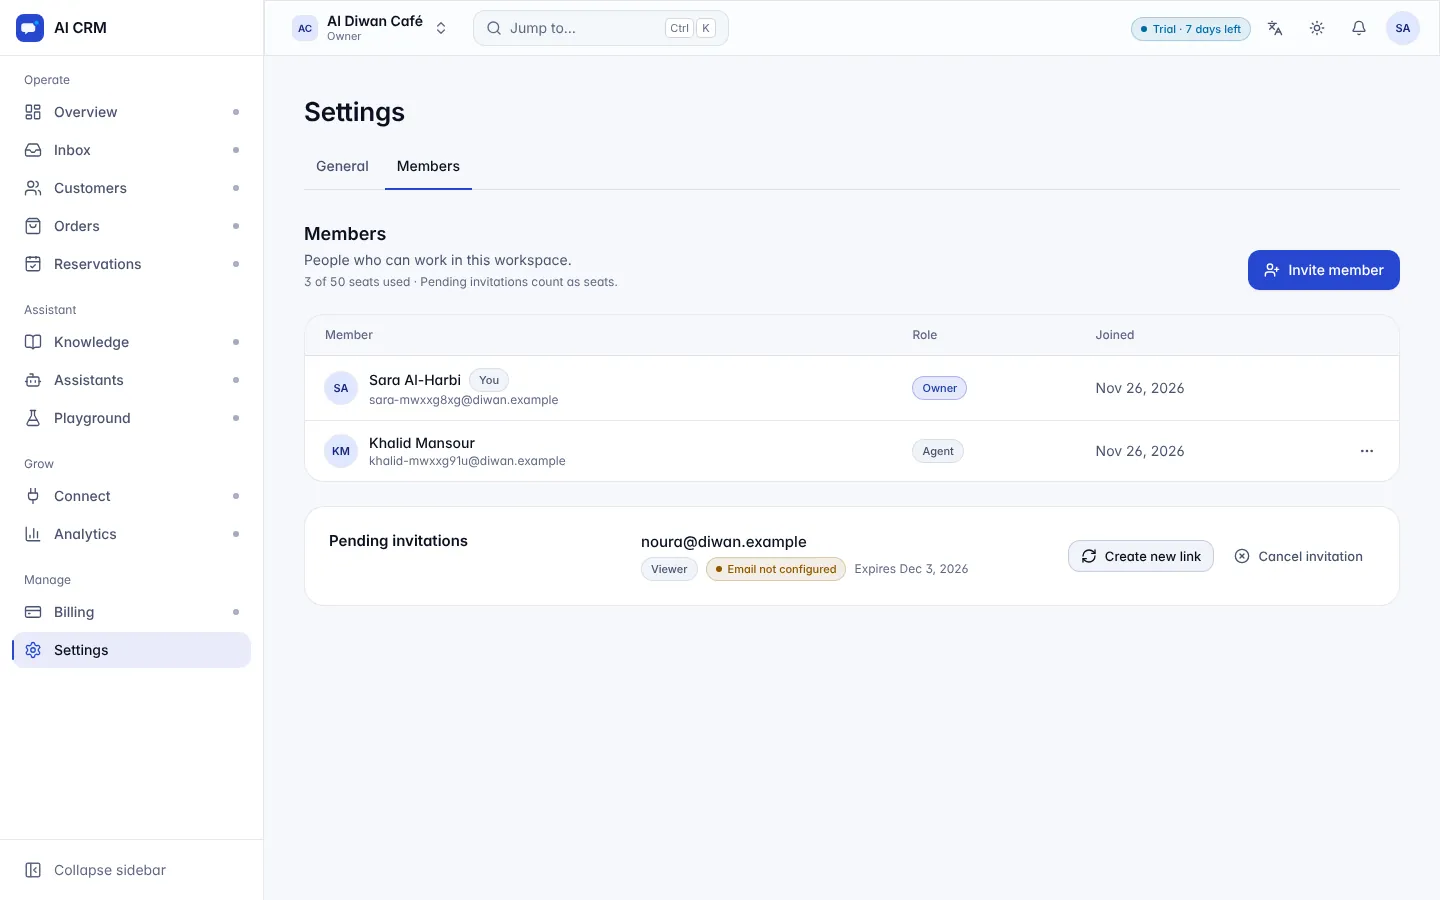 AI CRM
AC
Al Diwan Café
Owner
Jump to...
Ctrl K
Trial · 7 days left
SA
Operate
Overview
Inbox
Customers
Orders
Reservations
Assistant
Knowledge
Assistants
Playground
Grow
Connect
Analytics
Manage
Billing
Settings
Collapse sidebar
Settings
General Members
Members
People who can work in this workspace.
3 of 50 seats used · Pending invitations count as seats.
Invite member
Member Role Joined
SA Sara Al-Harbi You Owner Nov 26, 2026
sara-mwxxg8xg@diwan.example
KM Khalid Mansour Agent Nov 26, 2026
khalid-mwxxg91u@diwan.example
Pending invitations
noura@diwan.example
Viewer Email not configured Expires Dec 3, 2026
Create new link Cancel invitation